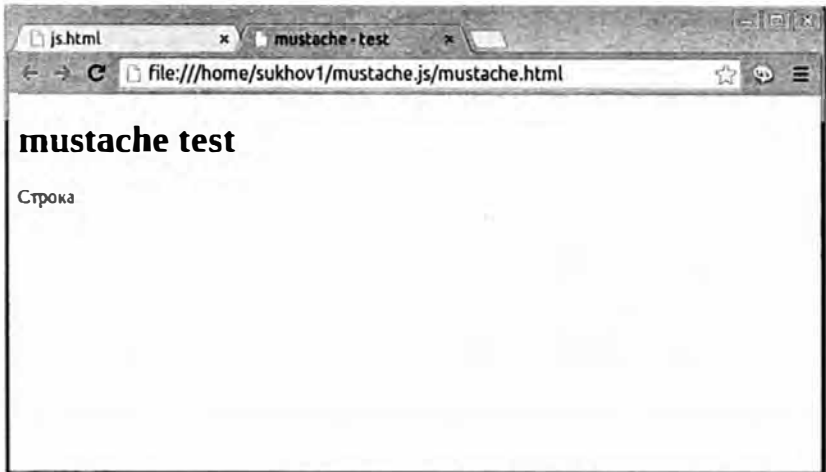 js.html
mustache - test
file:///home/sukhov1/mustache.js/mustache.html
mustache test
Строка